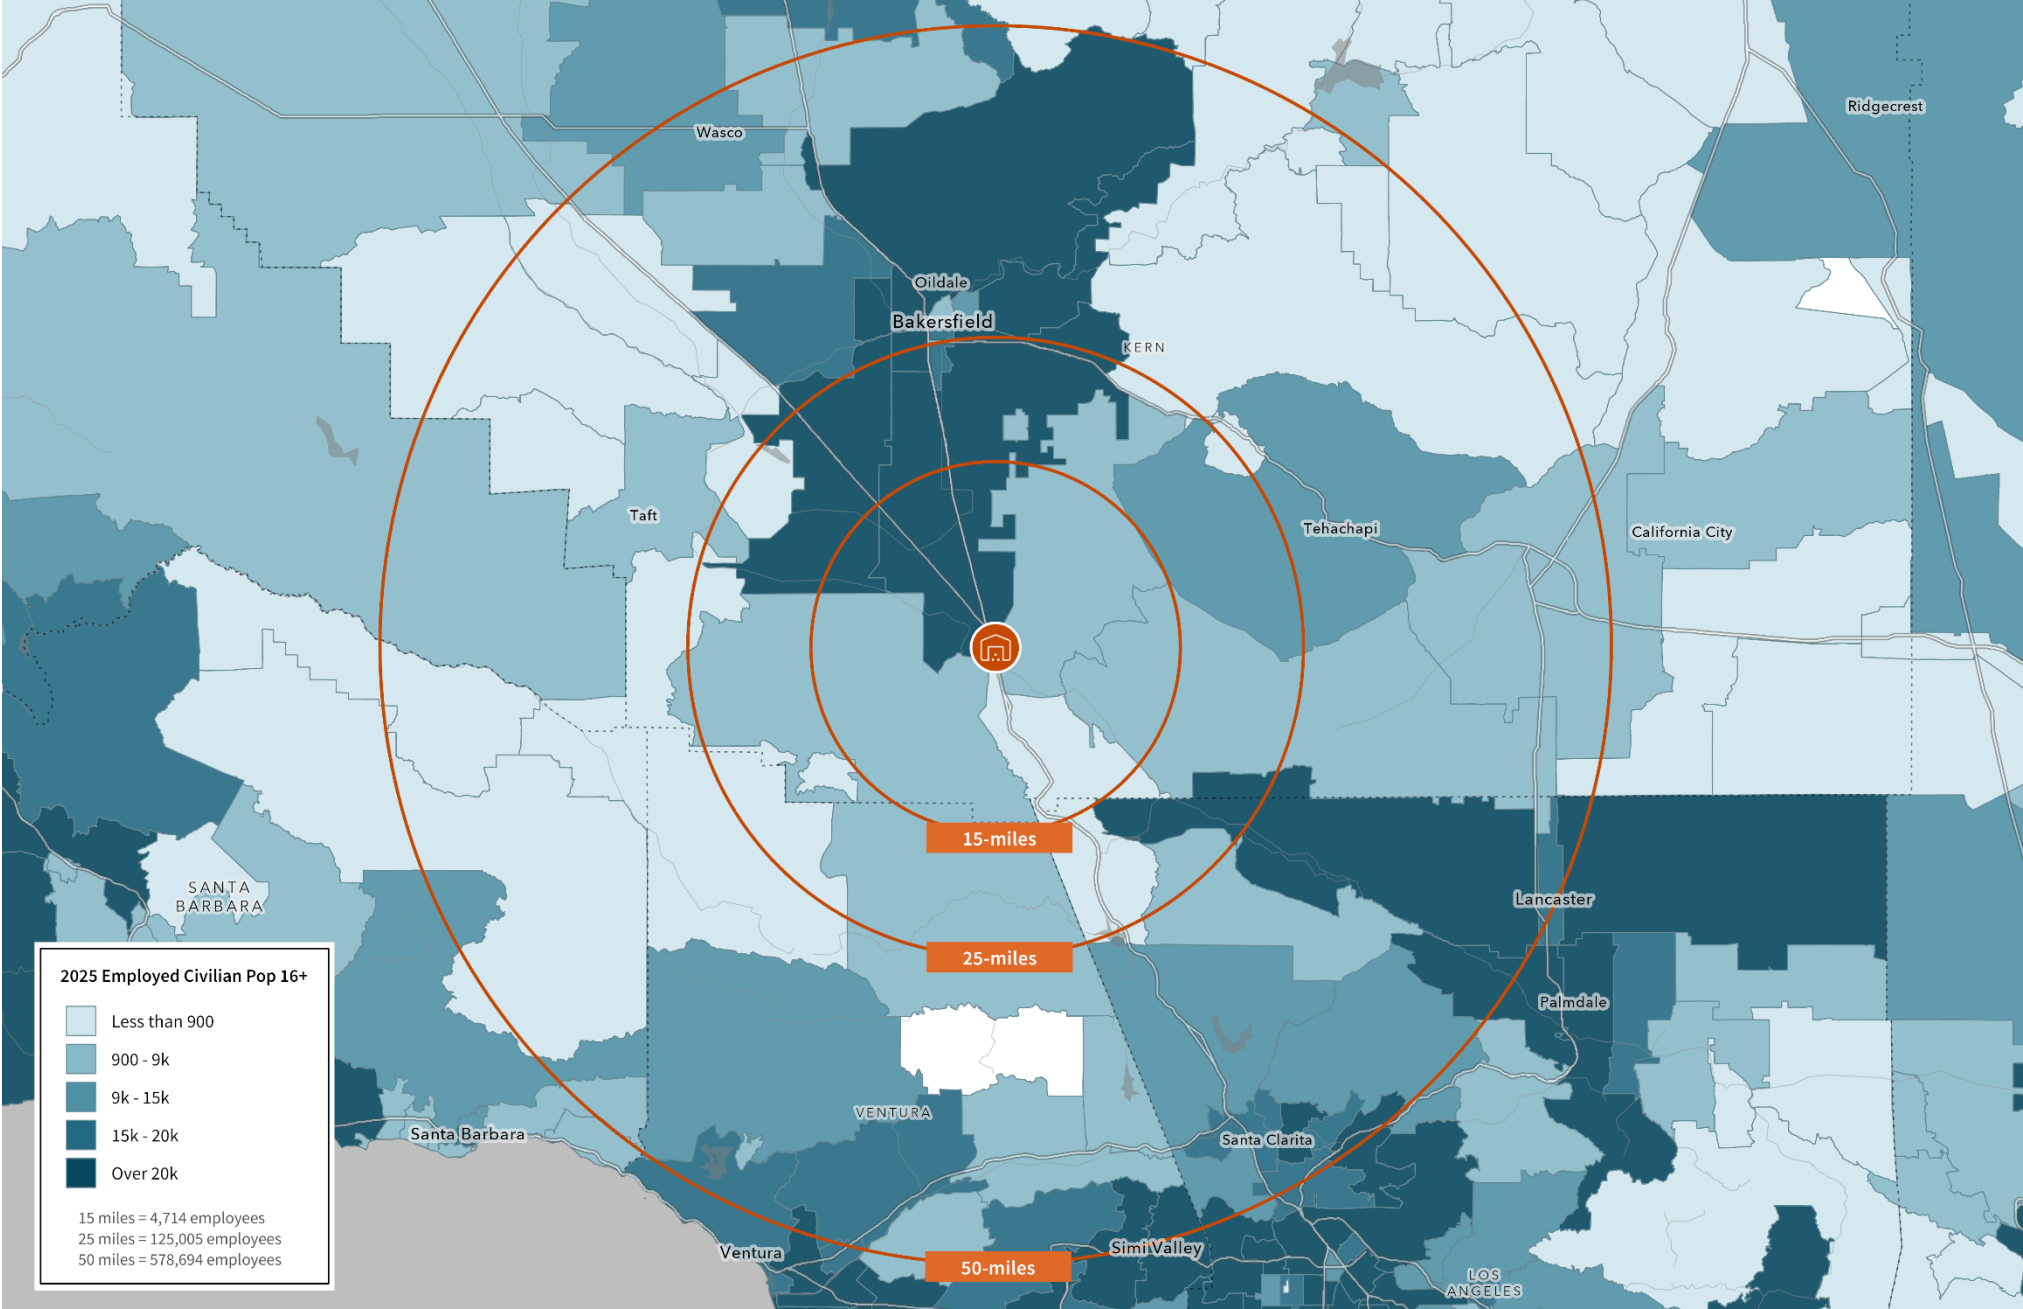 Ridgecrest
Wasco
Oildale
Bakersfield
KERN
Taft
Tehachapi
California City
15-miles
SANTA
BARBARA
Lancaster
25-miles
Palmdale
VENTURA
Santa Barbara
Santa Clarita
Ventura
Simi Valley
50-miles
LOS
ANGELES
2025 Employed Civilian Pop 16+
Less than 900
900 - 9k
9k - 15k
15k - 20k
Over 20k
15 miles = 4,714 employees
25 miles = 125,005 employees
50 miles = 578,694 employees